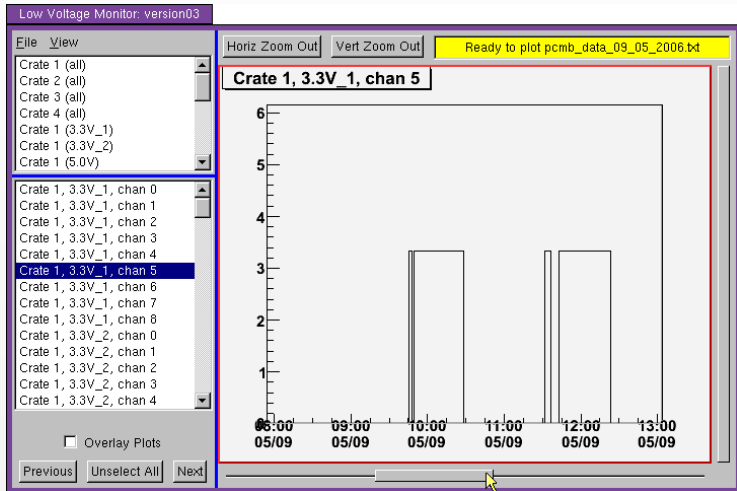 Low Voltage Monitor: version03
File View
Crate 1 (all)
Crate 2 (all)
Crate 3 (all)
Crate 4 (all)
Crate 1 (3.3V_1)
Crate 1 (3.3V_2)
Crate 1 (5.0V)
Crate 1, 3.3V_1, chan 0
Crate 1, 3.3V_1, chan 1
Crate 1, 3.3V_1, chan 2
Crate 1, 3.3V_1, chan 3
Crate 1, 3.3V_1, chan 4
Crate 1, 3.3V_1, chan 5
Crate 1, 3.3V_1, chan 6
Crate 1, 3.3V_1, chan 7
Crate 1, 3.3V_1, chan 8
Crate 1, 3.3V_2, chan 0
Crate 1, 3.3V_2, chan 1
Crate 1, 3.3V_2, chan 2
Crate 1, 3.3V_2, chan 3
Crate 1, 3.3V_2, chan 4
Overlay Plots
Previous Unselect All Next
Horiz Zoom Out Vert Zoom Out Ready to plot pcmb_data_09_05_2006.txt
Crate 1, 3.3V_1, chan 5
6
5
4
3
2
1
09:00 10:00 11:00 12:00 13:00
05/09 05/09 05/09 05/09 05/09 05/09